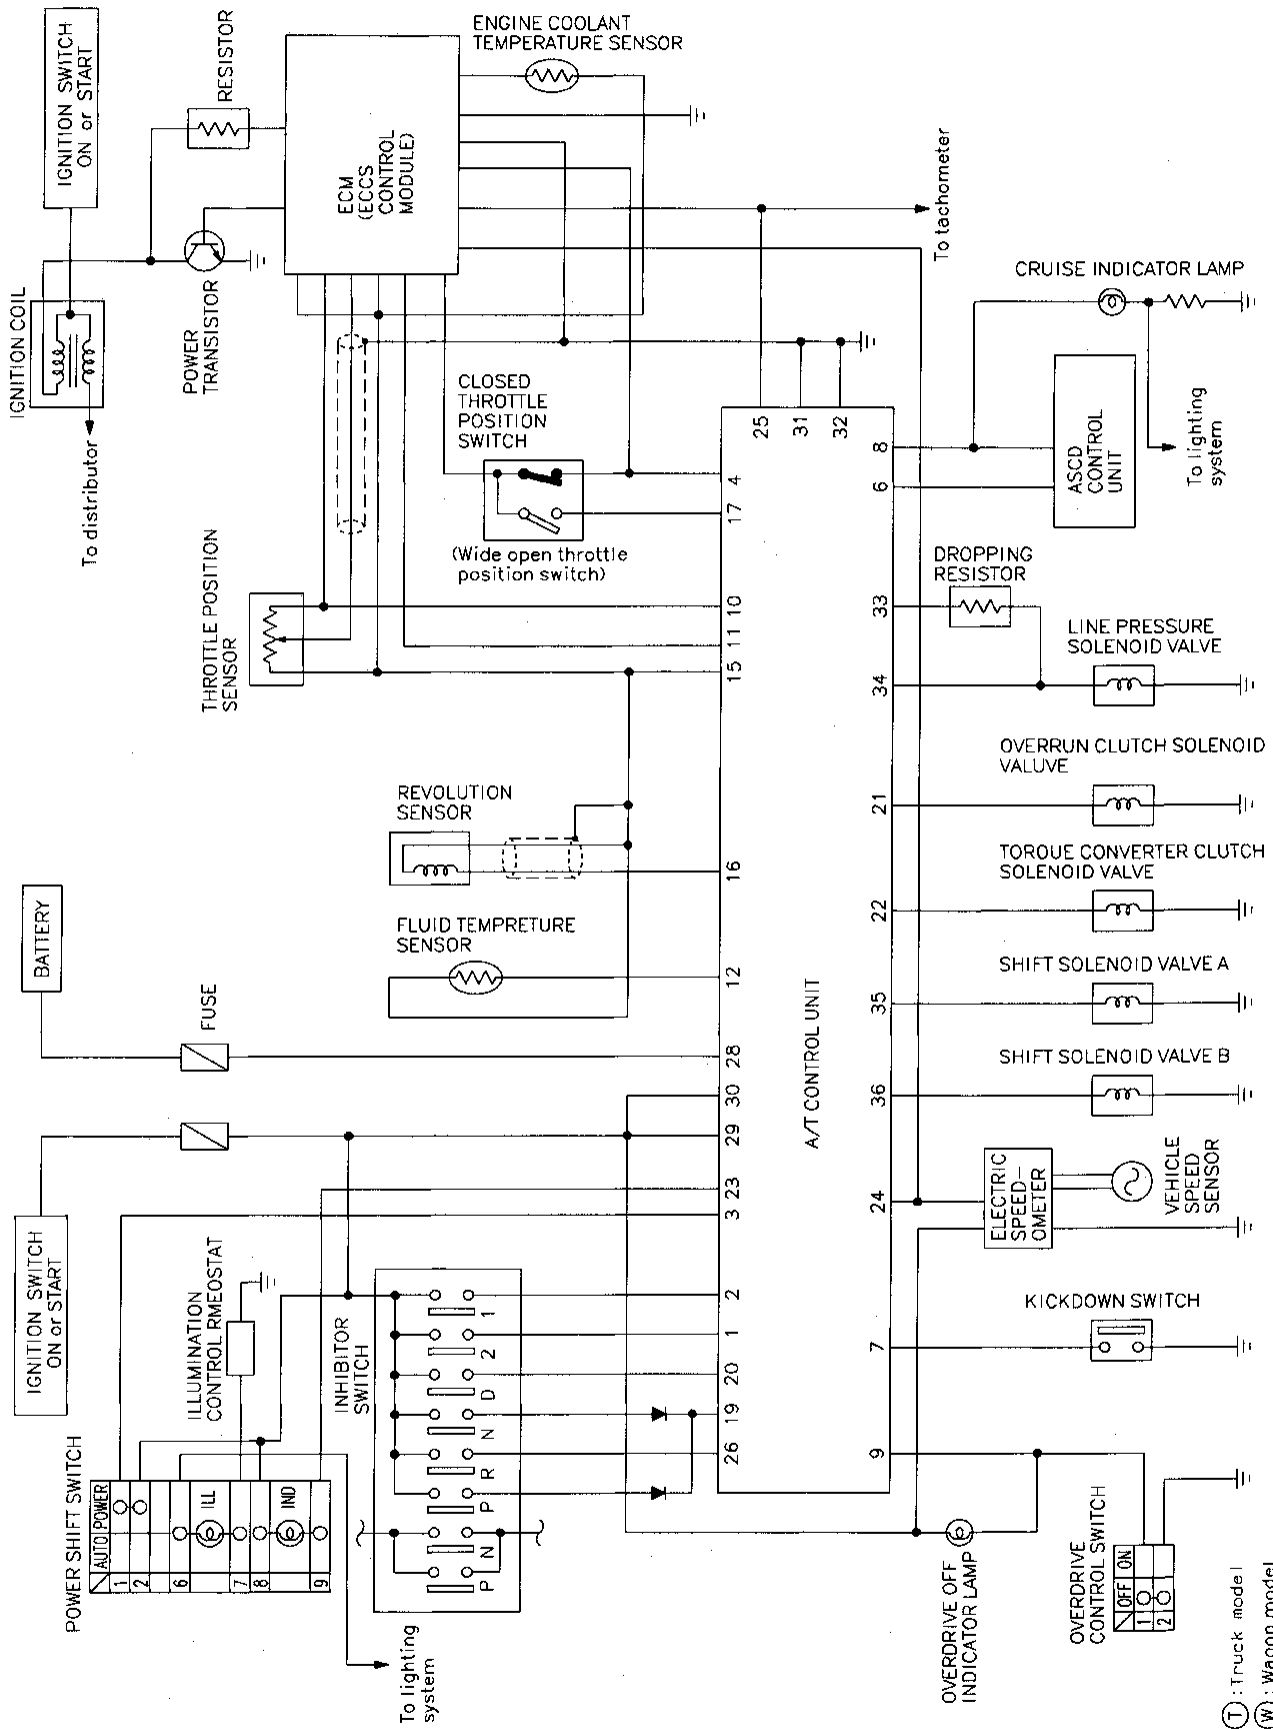 ENGINE COOLANT
TEMPERATURE SENSOR
IGNITION SWITCH
ON or START
RESISTOR
ECM
(ECCS
CONTROL
MODULE)
IGNITION COIL
POWER
TRANSISTOR
To distributor
To tachometer
CRUISE INDICATOR LAMP
CLOSED
THROTTLE
POSITION
SWITCH
(Wide open throttle
position switch)
THROTTLE POSITION
SENSOR
25
31
32
4
17
10
11
15
16
12
28
30
29
23
3
2
1
20
19
26
8
6
33
34
21
22
35
36
24
7
9
A/T CONTROL UNIT
ASCD
CONTROL
UNIT
To lighting
system
DROPPING
RESISTOR
LINE PRESSURE
SOLENOID VALVE
OVERRUN CLUTCH SOLENOID
VALUVE
REVOLUTION
SENSOR
TORQUE CONVERTER CLUTCH
SOLENOID VALVE
FLUID TEMPRETURE
SENSOR
BATTERY
FUSE
SHIFT SOLENOID VALVE A
SHIFT SOLENOID VALVE B
ELECTRIC
SPEED-
OMETER
VEHICLE
SPEED
SENSOR
IGNITION SWITCH
ON or START
ILLUMINATION
CONTROL RMEOSTAT
INHIBITOR
SWITCH
1
2
D
N
R
P
N
P
KICKDOWN SWITCH
POWER SHIFT SWITCH
AUTO POWER
1
2
6
7
8
9
ILL
IND
To lighting
system
OVERDRIVE OFF
INDICATOR LAMP
OVERDRIVE
CONTROL SWITCH
OFF ON
1
2
T : Truck model
W : Wagon model